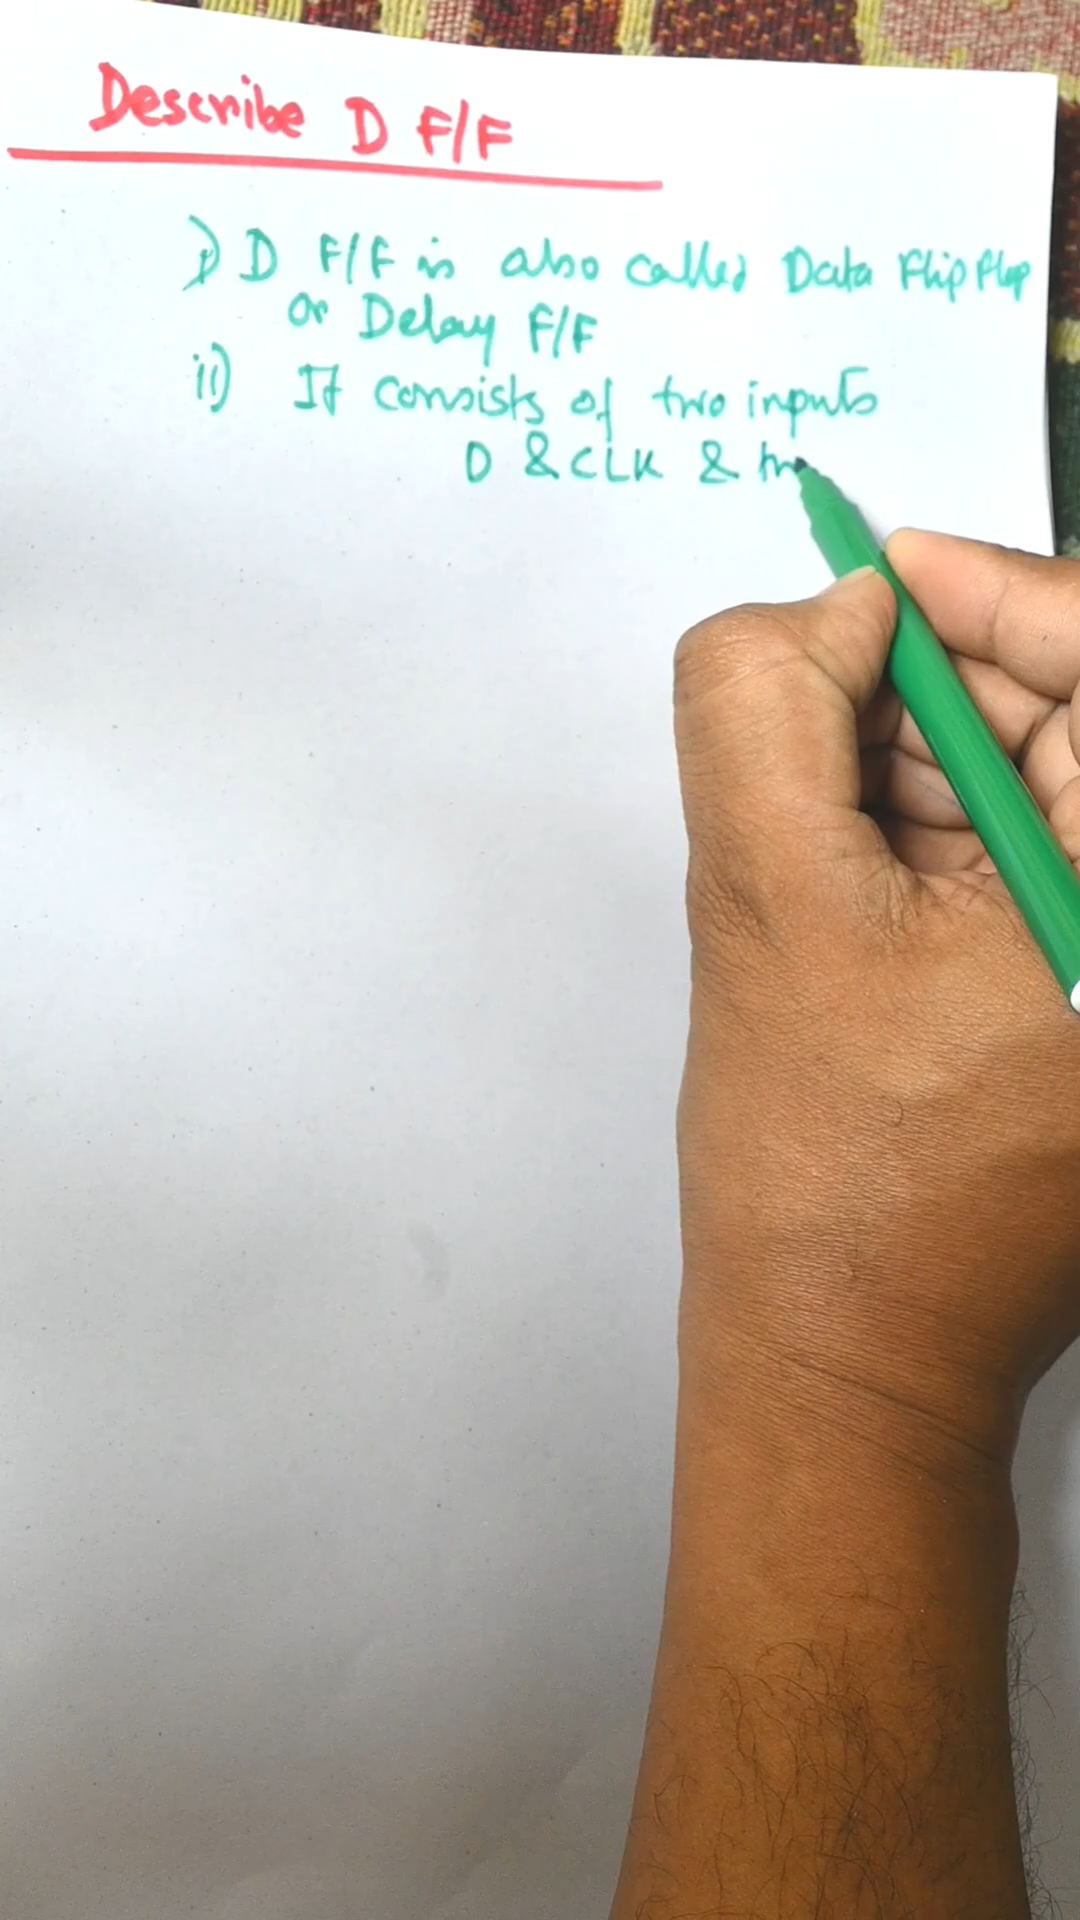 Describe D F/F
i) D F/F is also called Data Flip Flop
or Delay F/F
ii) It consists of two inputs
D & CLK &